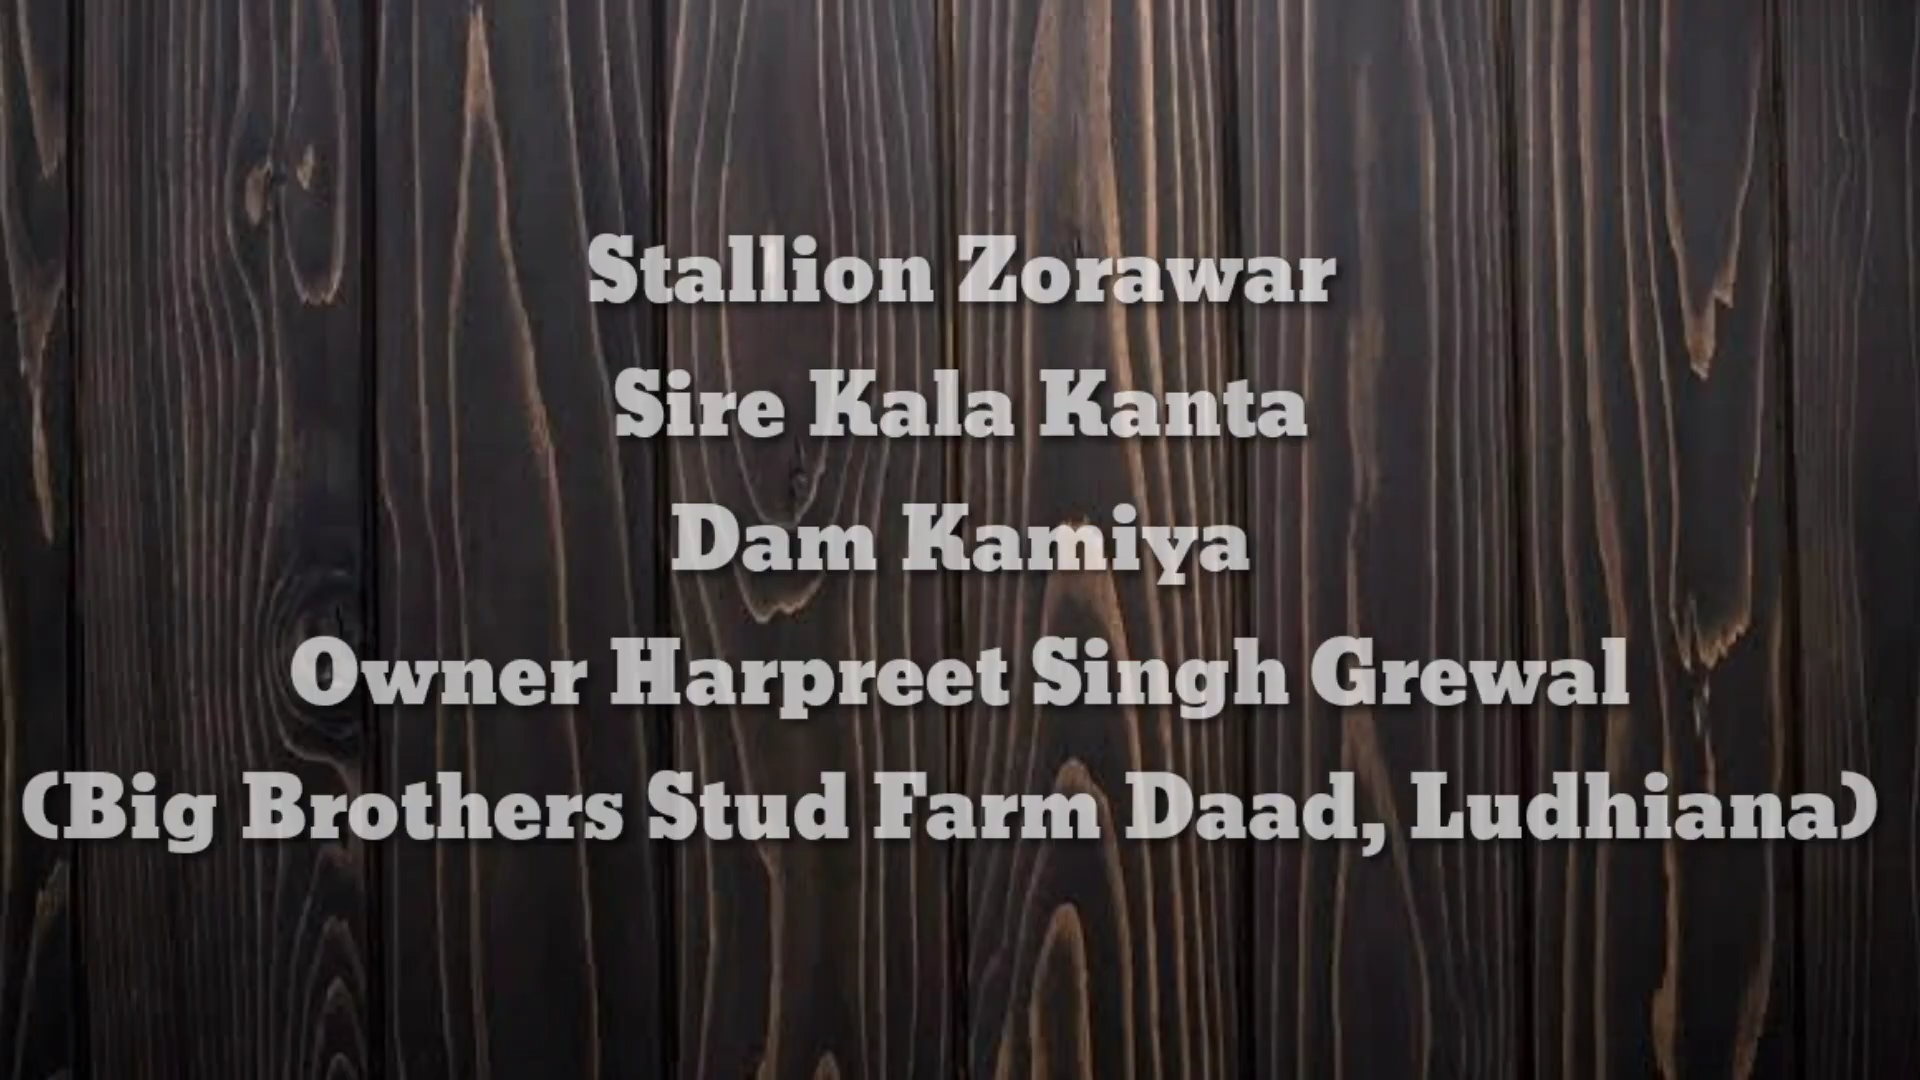 Stallion Zorawar
Sire Kala Kanta
Dam Kamiya
Owner Harpreet Singh Grewal
(Big Brothers Stud Farm Daad, Ludhiana)